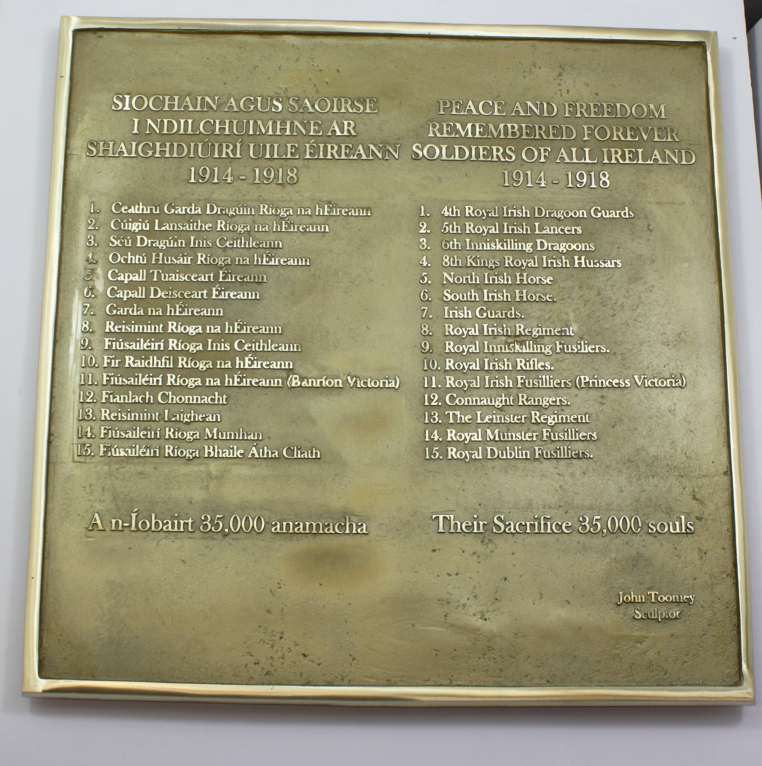 SIOCHAIN AGUS SAOIRSE
I NDILCHUIMHNE AR
SHAIGHDIÚIRÍ UILE ÉIREANN
1914 - 1918
1. Ceathru Garda Dragúin Ríoga na hÉireann
2. Cúigiú Lansaithe Ríoga na hÉireann
3. Séú Dragúin Inis Ceithleann
4. Ochtú Husáir Ríoga na hÉireann
5. Capall Tuaisceart Éireann
6. Capall Deisceart Éireann
7. Garda na hÉireann
8. Reisimint Ríoga na hÉireann
9. Fiúsailéirí Ríoga Inis Ceithleann
10. Fir Raidhfil Ríoga na hÉireann
11. Fiúsailéirí Ríoga na hÉireann (Banríon Victoria)
12. Fianlach Chonnacht
13. Reisimint Laighean
14. Fiúsailéirí Ríoga Mumhan
15. Fiúsailéirí Ríoga Bhaile Átha Cliath
A n-Íobairt 35,000 anamacha
PEACE AND FREEDOM
REMEMBERED FOREVER
SOLDIERS OF ALL IRELAND
1914 - 1918
1. 4th Royal Irish Dragoon Guards
2. 5th Royal Irish Lancers
3. 6th Inniskilling Dragoons
4. 8th Kings Royal Irish Hussars
5. North Irish Horse
6. South Irish Horse.
7. Irish Guards.
8. Royal Irish Regiment
9. Royal Inniskilling Fusiliers.
10. Royal Irish Rifles.
11. Royal Irish Fusilliers (Princess Victoria)
12. Connaught Rangers.
13. The Leinster Regiment
14. Royal Munster Fusilliers
15. Royal Dublin Fusilliers.
Their Sacrifice 35,000 souls
John Toomey
Sculptor